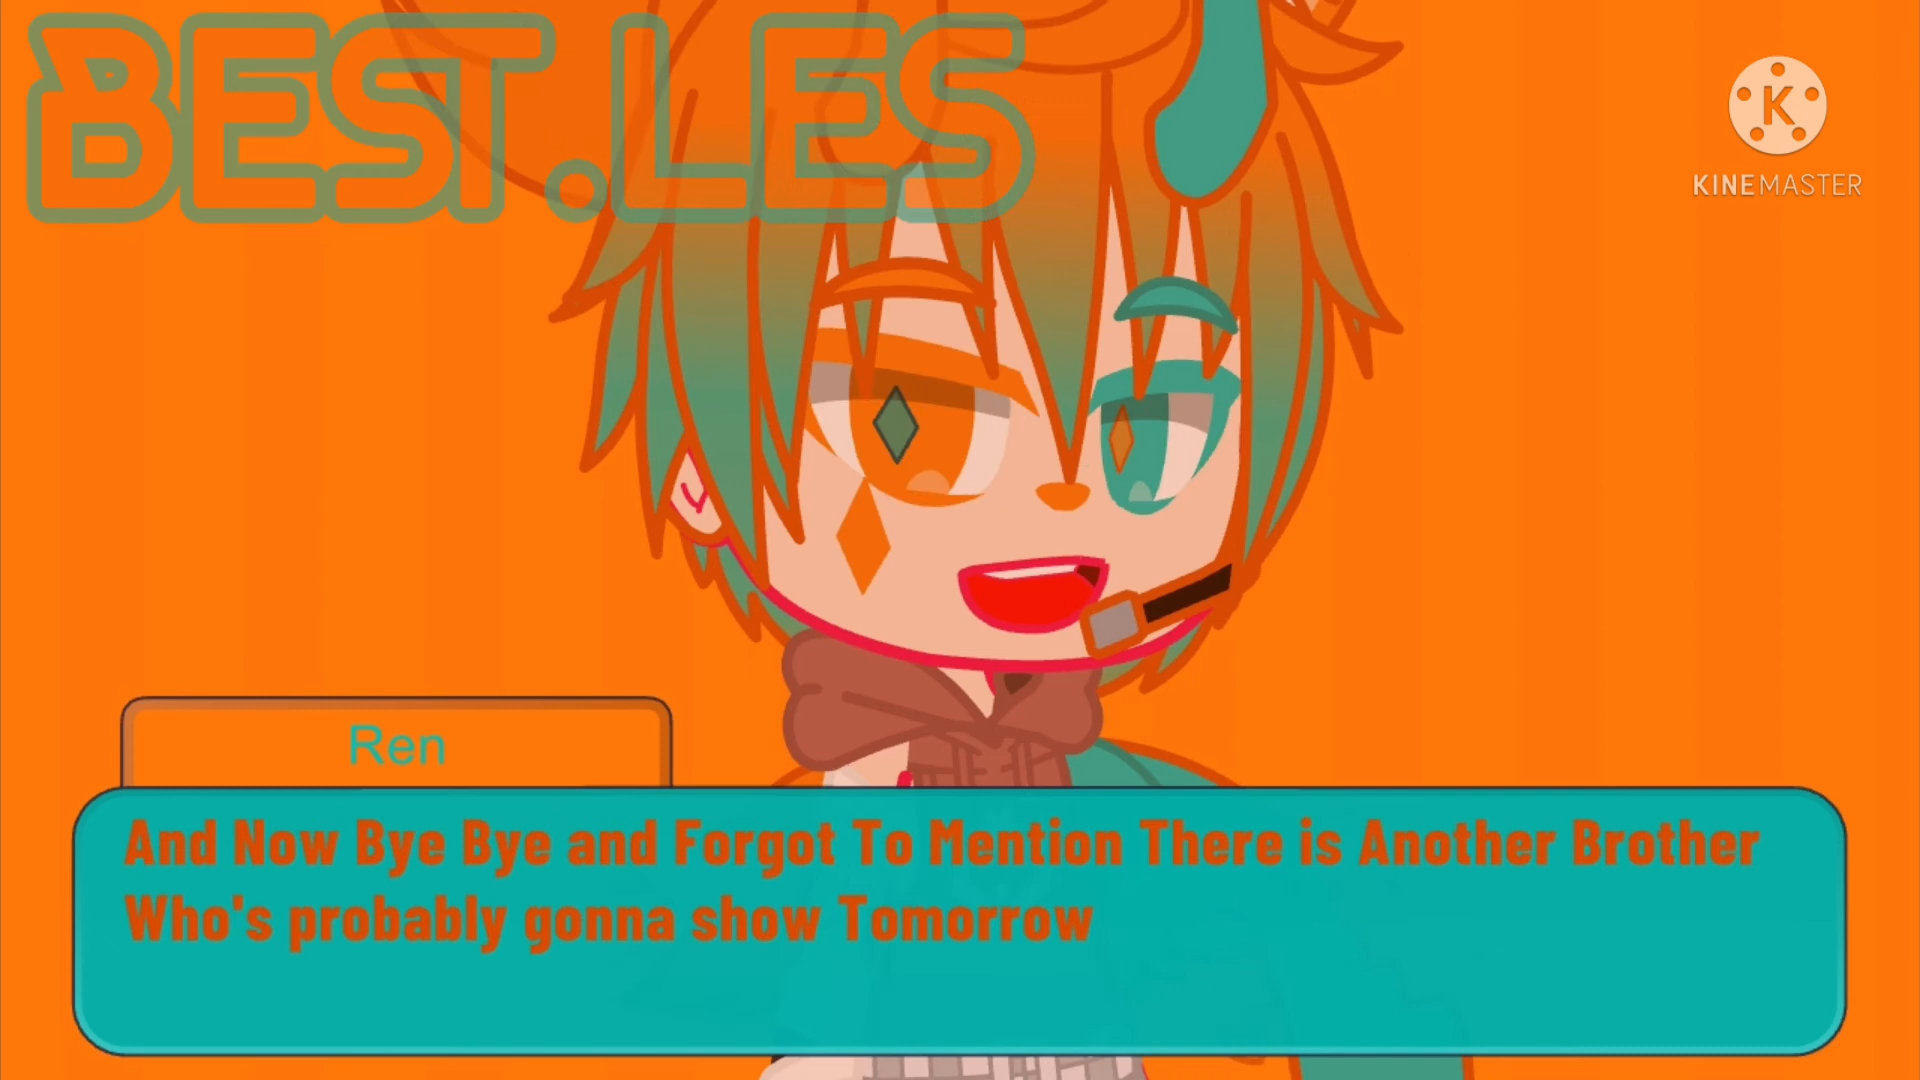 BEST.LES
K
KINEMASTER
Ren
And Now Bye Bye and Forgot To Mention There is Another Brother
Who's probably gonna show Tomorrow